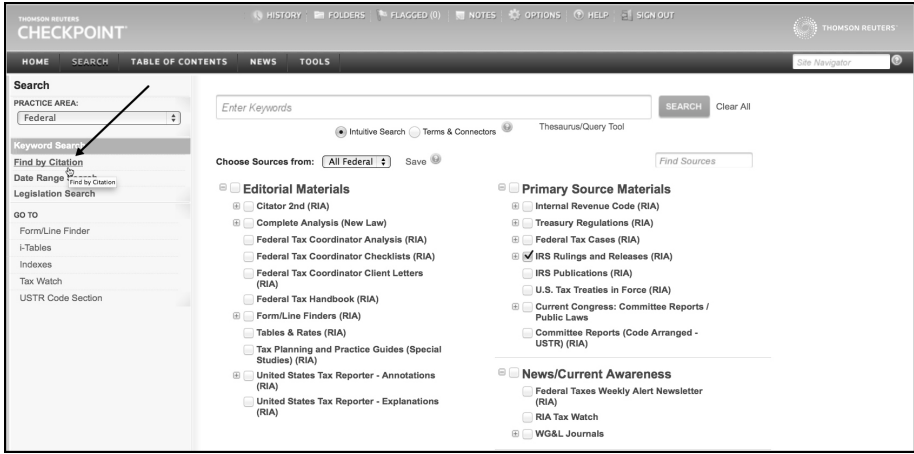 THOMSON REUTERS
CHECKPOINT
HISTORY FOLDERS FLAGGED (0) NOTES OPTIONS HELP SIGN OUT
THOMSON REUTERS
HOME SEARCH TABLE OF CONTENTS NEWS TOOLS
Site Navigator
Search
PRACTICE AREA:
Federal
Keyword Search
Find by Citation
Find by Citation
Date Range
Legislation Search
GO TO
Form/Line Finder
i-Tables
Indexes
Tax Watch
USTR Code Section
Enter Keywords
SEARCH Clear All
Intuitive Search Terms & Connectors Thesaurus/Query Tool
Choose Sources from: All Federal Save
Find Sources
Editorial Materials
Citator 2nd (RIA)
Complete Analysis (New Law)
Federal Tax Coordinator Analysis (RIA)
Federal Tax Coordinator Checklists (RIA)
Federal Tax Coordinator Client Letters
(RIA)
Federal Tax Handbook (RIA)
Form/Line Finders (RIA)
Tables & Rates (RIA)
Tax Planning and Practice Guides (Special
Studies) (RIA)
United States Tax Reporter - Annotations
(RIA)
United States Tax Reporter - Explanations
(RIA)
Primary Source Materials
Internal Revenue Code (RIA)
Treasury Regulations (RIA)
Federal Tax Cases (RIA)
IRS Rulings and Releases (RIA)
IRS Publications (RIA)
U.S. Tax Treaties in Force (RIA)
Current Congress: Committee Reports /
Public Laws
Committee Reports (Code Arranged -
USTR) (RIA)
News/Current Awareness
Federal Taxes Weekly Alert Newsletter
(RIA)
RIA Tax Watch
WG&L Journals